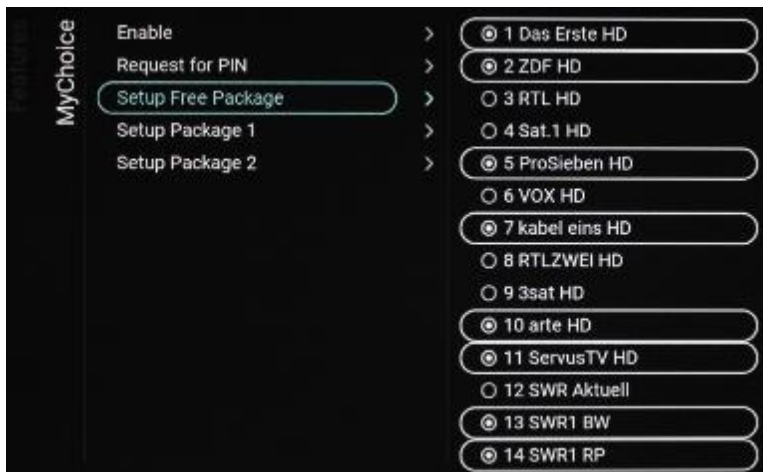 Features
MyChoice
Enable
Request for PIN
Setup Free Package
Setup Package 1
Setup Package 2
1 Das Erste HD
2 ZDF HD
3 RTL HD
4 Sat.1 HD
5 ProSieben HD
6 VOX HD
7 kabel eins HD
8 RTLZWEI HD
9 3sat HD
10 arte HD
11 ServusTV HD
12 SWR Aktuell
13 SWR1 BW
14 SWR1 RP